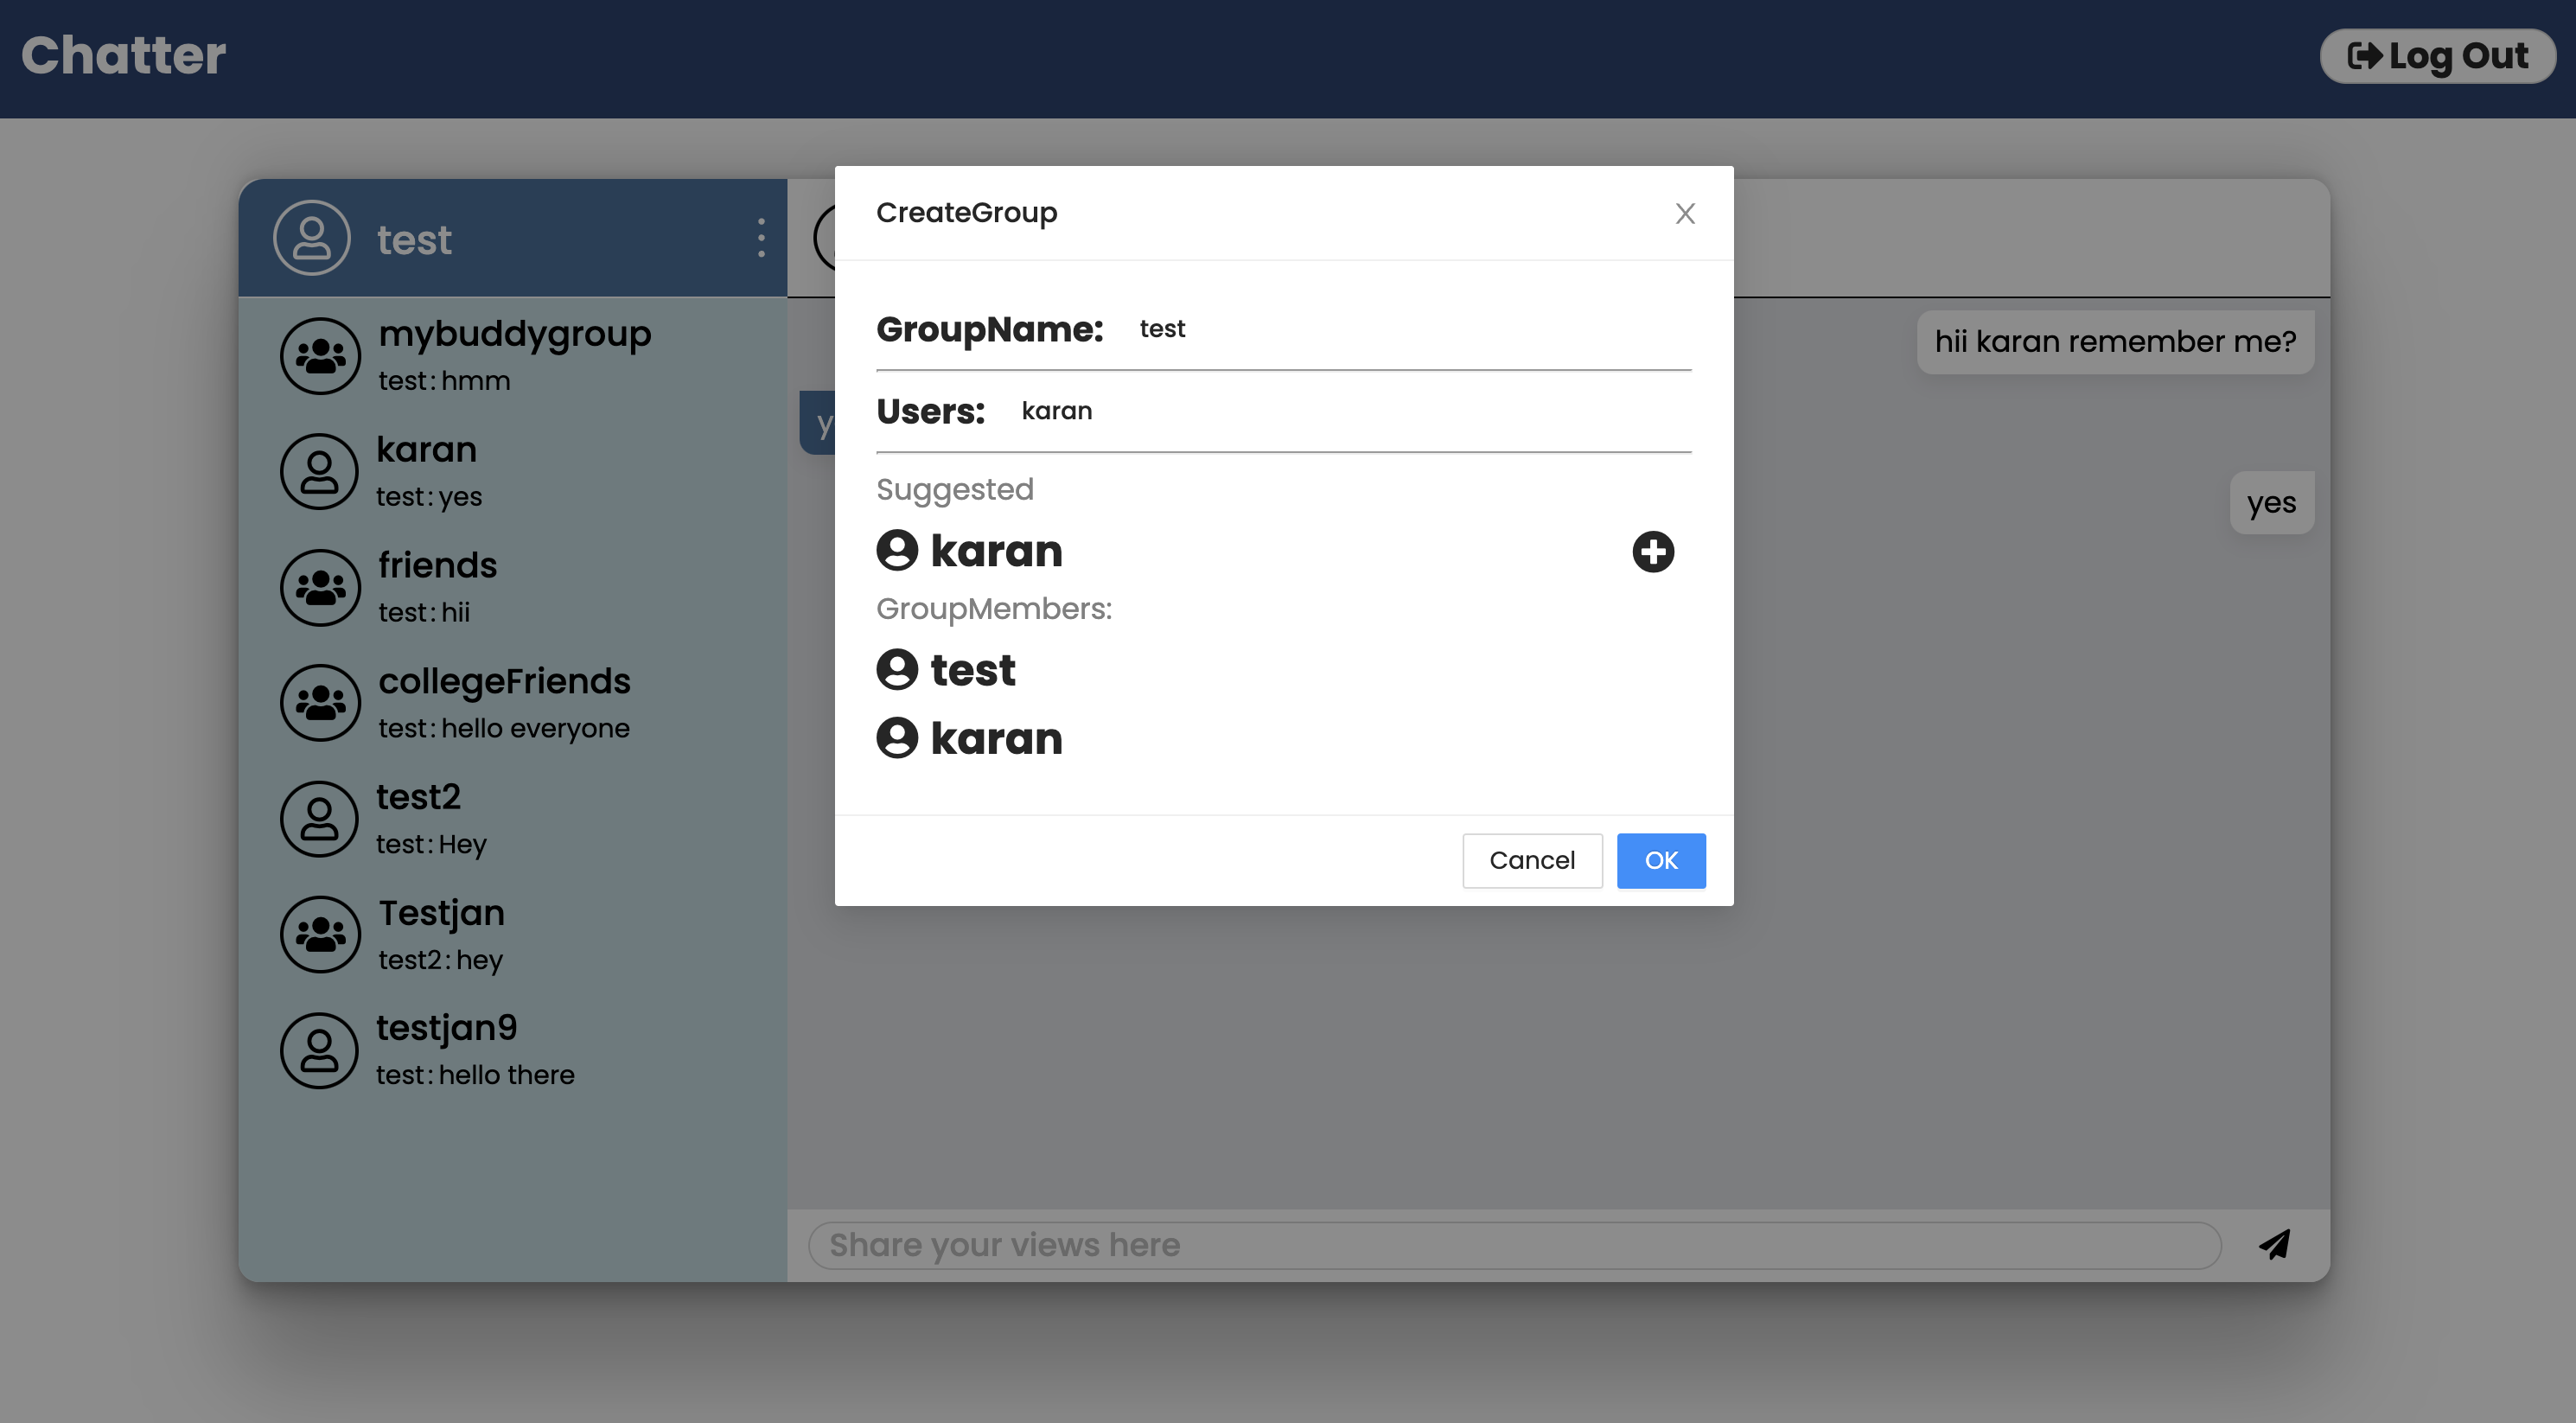 Chatter
Log Out
test
mybuddygroup
test:hmm
karan
test:yes
friends
test:hii
collegeFriends
test:hello everyone
test2
test:Hey
Testjan
test2:hey
testjan9
test:hello there
hii karan remember me?
yes
Share your views here
CreateGroup
GroupName: test
Users: karan
Suggested
karan
GroupMembers:
test
karan
Cancel
OK